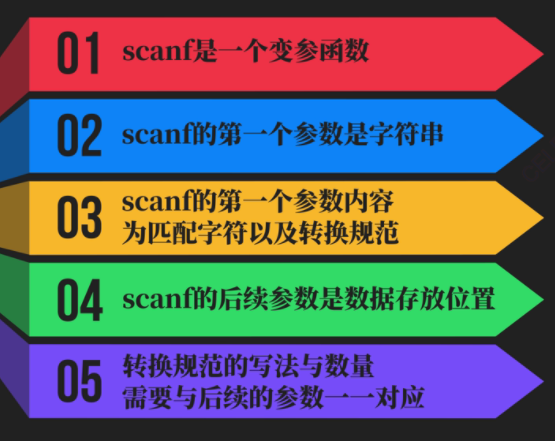 01 scanf是一个变参函数
02 scanf的第一个参数是字符串
03 scanf的第一个参数内容
为匹配字符以及转换规范
04 scanf的后续参数是数据存放位置
05 转换规范的写法与数量
需要与后续的参数一一对应